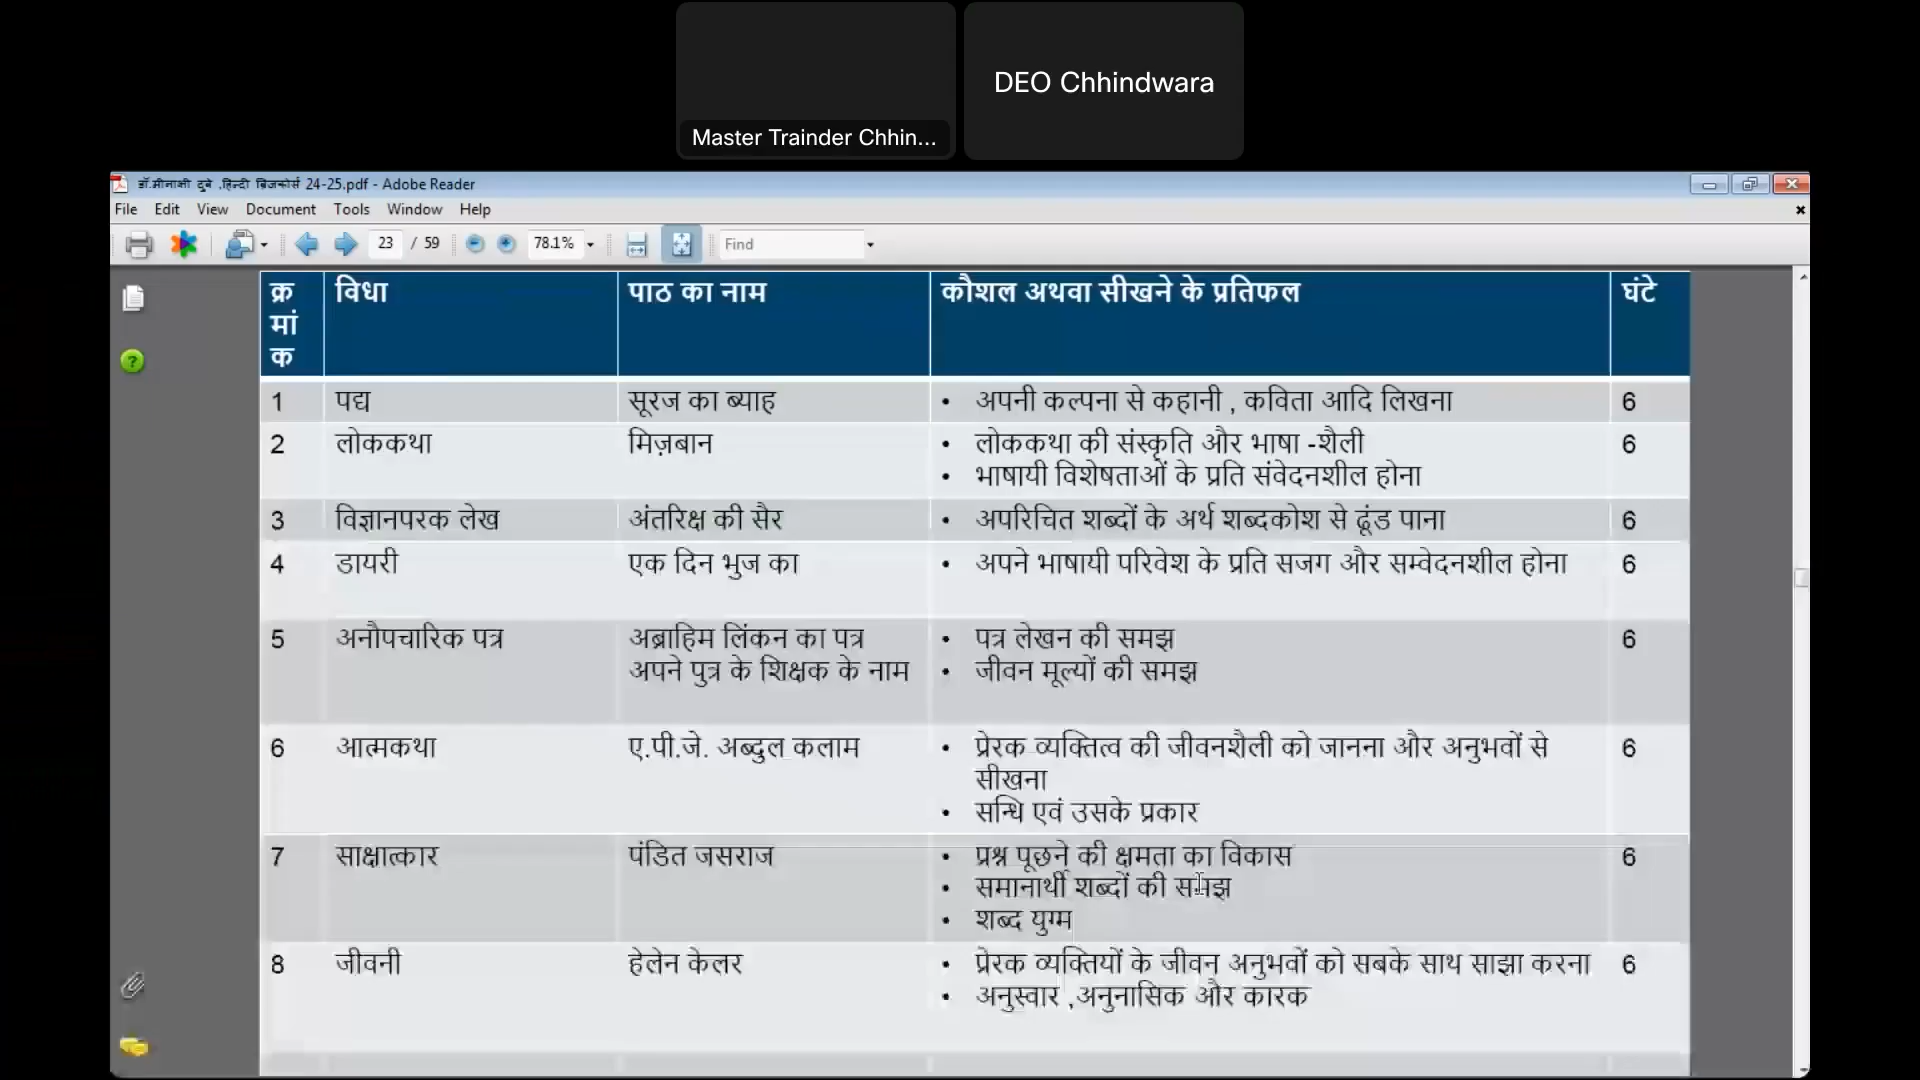 DEO Chhindwara
Master Trainder Chhin...
डॉ.मीनाक्षी दुबे ,हिन्दी ब्रिजकोर्स 24-25.pdf - Adobe Reader
File Edit View Document Tools Window Help
23 / 59 78.1% Find
क्रमांक विधा पाठ का नाम कौशल अथवा सीखने के प्रतिफल घंटे
1 पद्य सूरज का ब्याह • अपनी कल्पना से कहानी , कविता आदि लिखना 6
2 लोककथा मिज़बान • लोककथा की संस्कृति और भाषा -शैली 6
• भाषायी विशेषताओं के प्रति संवेदनशील होना
3 विज्ञानपरक लेख अंतरिक्ष की सैर • अपरिचित शब्दों के अर्थ शब्दकोश से ढूंड पाना 6
4 डायरी एक दिन भुज का • अपने भाषायी परिवेश के प्रति सजग और सम्वेदनशील होना 6
5 अनौपचारिक पत्र अब्राहिम लिंकन का पत्र • पत्र लेखन की समझ 6
अपने पुत्र के शिक्षक के नाम • जीवन मूल्यों की समझ
6 आत्मकथा ए.पी.जे. अब्दुल कलाम • प्रेरक व्यक्तित्व की जीवनशैली को जानना और अनुभवों से 6
सीखना
• सन्धि एवं उसके प्रकार
7 साक्षात्कार पंडित जसराज • प्रश्न पूछने की क्षमता का विकास 6
• समानार्थी शब्दों की समझ
• शब्द युग्म
8 जीवनी हेलेन केलर • प्रेरक व्यक्तियों के जीवन अनुभवों को सबके साथ साझा करना 6
• अनुस्वार ,अनुनासिक और कारक